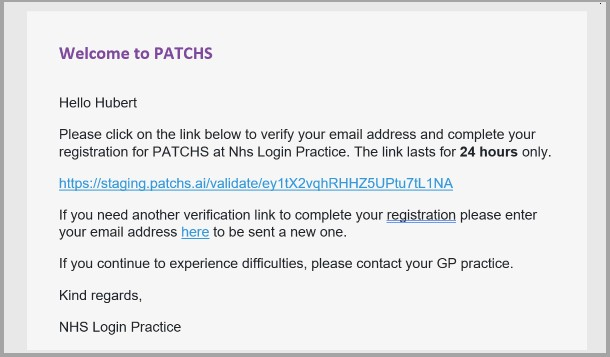 Welcome to PATCHS
Hello Hubert
Please click on the link below to verify your email address and complete your
registration for PATCHS at Nhs Login Practice. The link lasts for 24 hours only.
https://staging.patchs.ai/validate/ey1tX2vqhRHHZ5UPtu7tL1NA
If you need another verification link to complete your registration please enter
your email address here to be sent a new one.
If you continue to experience difficulties, please contact your GP practice.
Kind regards,
NHS Login Practice